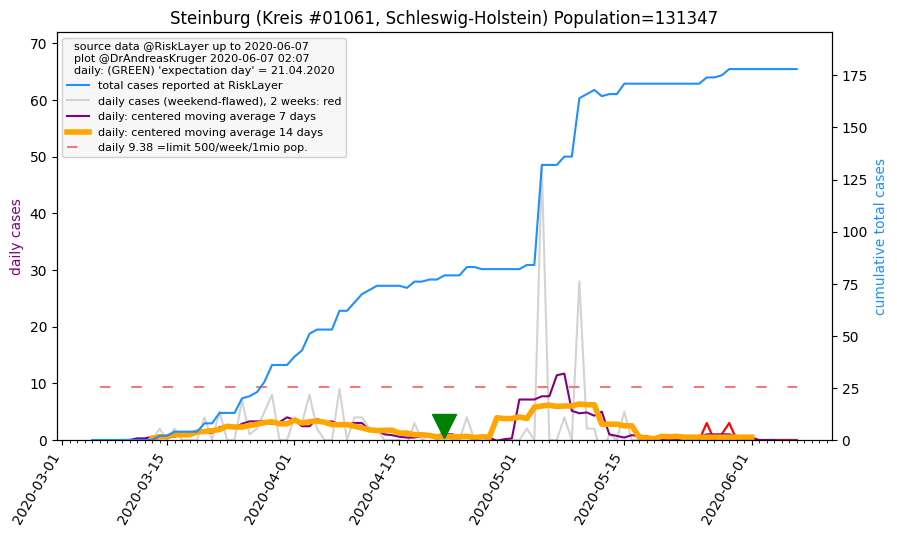 Steinburg (Kreis #01061, Schleswig-Holstein) Population=131347
source data @RiskLayer up to 2020-06-07
plot @DrAndreasKruger 2020-06-07 02:07
daily: (GREEN) 'expectation day' = 21.04.2020
total cases reported at RiskLayer
daily cases (weekend-flawed), 2 weeks: red
daily: centered moving average 7 days
daily: centered moving average 14 days
daily 9.38 =limit 500/week/1mio pop.
daily cases
70
60
50
40
30
20
10
0
cumulative total cases
175
150
125
100
75
50
25
0
2020-03-01
2020-03-15
2020-04-01
2020-04-15
2020-05-01
2020-05-15
2020-06-01